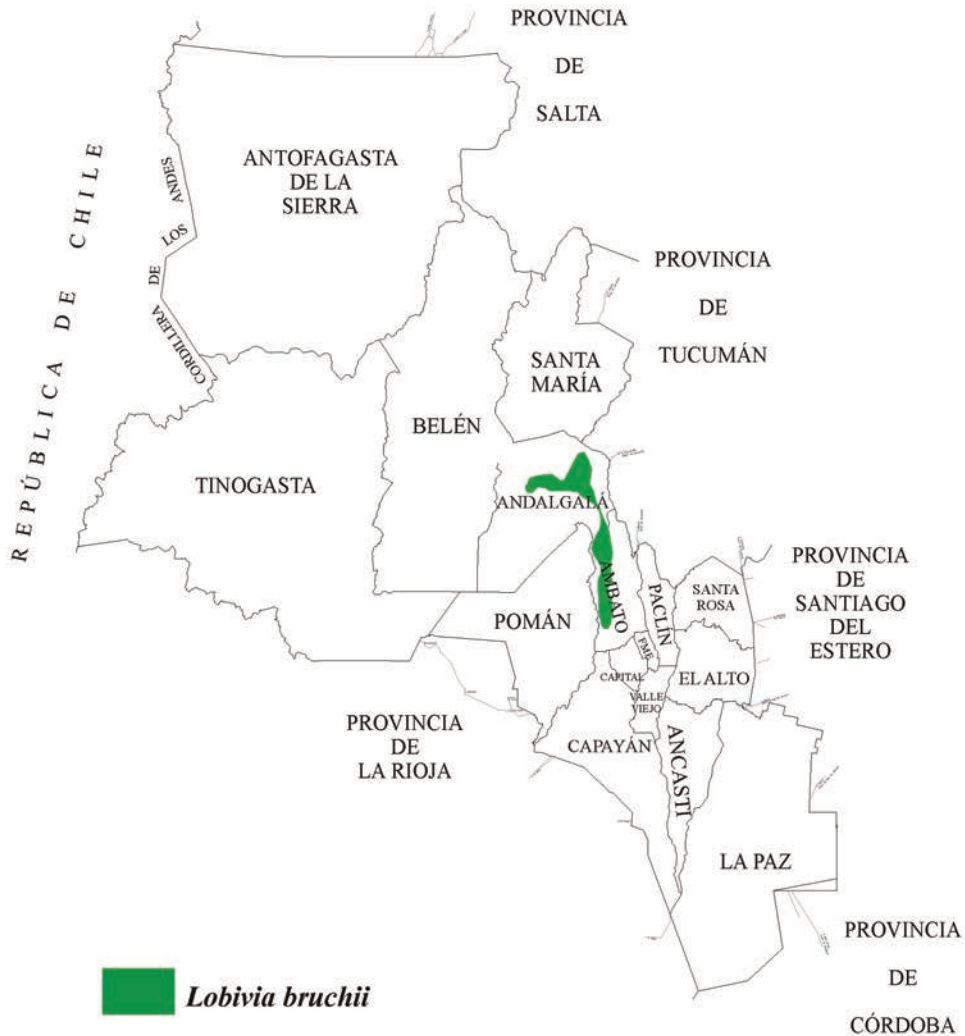 PROVINCIA
DE
SALTA
ANTOFAGASTA
DE LA
SIERRA
REPÚBLICA DE CHILE
CORDILLERA DE LOS ANDES
PROVINCIA
DE
TUCUMÁN
SANTA
MARÍA
BELÉN
TINOGASTA
ANDALGALÁ
AMBATO
PACLÍN
SANTA
ROSA
PROVINCIA
DE
SANTIAGO
DEL
ESTERO
POMÁN
FME
CAPITAL
EL ALTO
VALLE
VIEJO
PROVINCIA
DE
LA RIOJA
CAPAYÁN
ANCASTI
LA PAZ
PROVINCIA
DE
CÓRDOBA
Lobivia bruchii